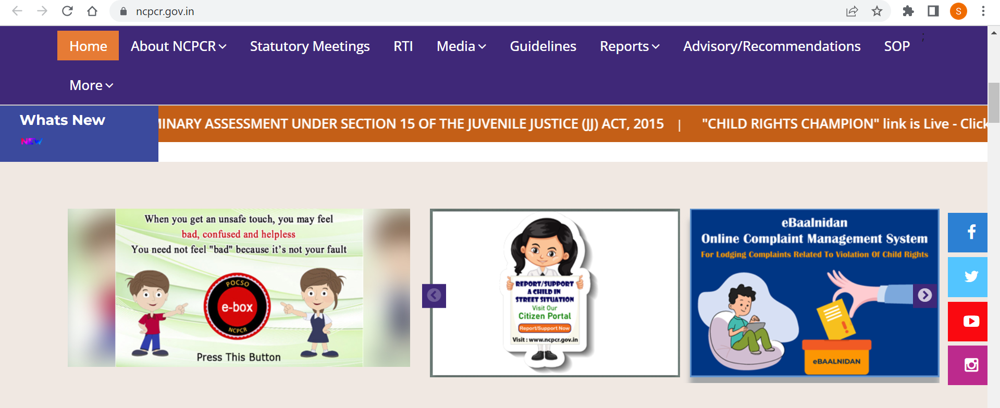 ncpcr.gov.in
S
Home About NCPCR Statutory Meetings RTI Media Guidelines Reports Advisory/Recommendations SOP ;
More
Whats New
NEW
ASSESSMENT UNDER SECTION 15 OF THE JUVENILE JUSTICE (JJ) ACT, 2015 | "CHILD RIGHTS CHAMPION" link is Live - Click
When you get an unsafe touch, you may feel
bad, confused and helpless
You need not feel "bad" because it's not your fault
POCSO
e-box
NCPCR
Press This Button
REPORT/SUPPORT
A CHILD IN
STREET SITUATION
Visit Our
Citizen Portal
Report/Support Now
Visit : www.ncpcr.gov.in
eBaalnidan
Online Complaint Management System
For Lodging Complaints Related To Violation Of Child Rights
eBAALNIDAN